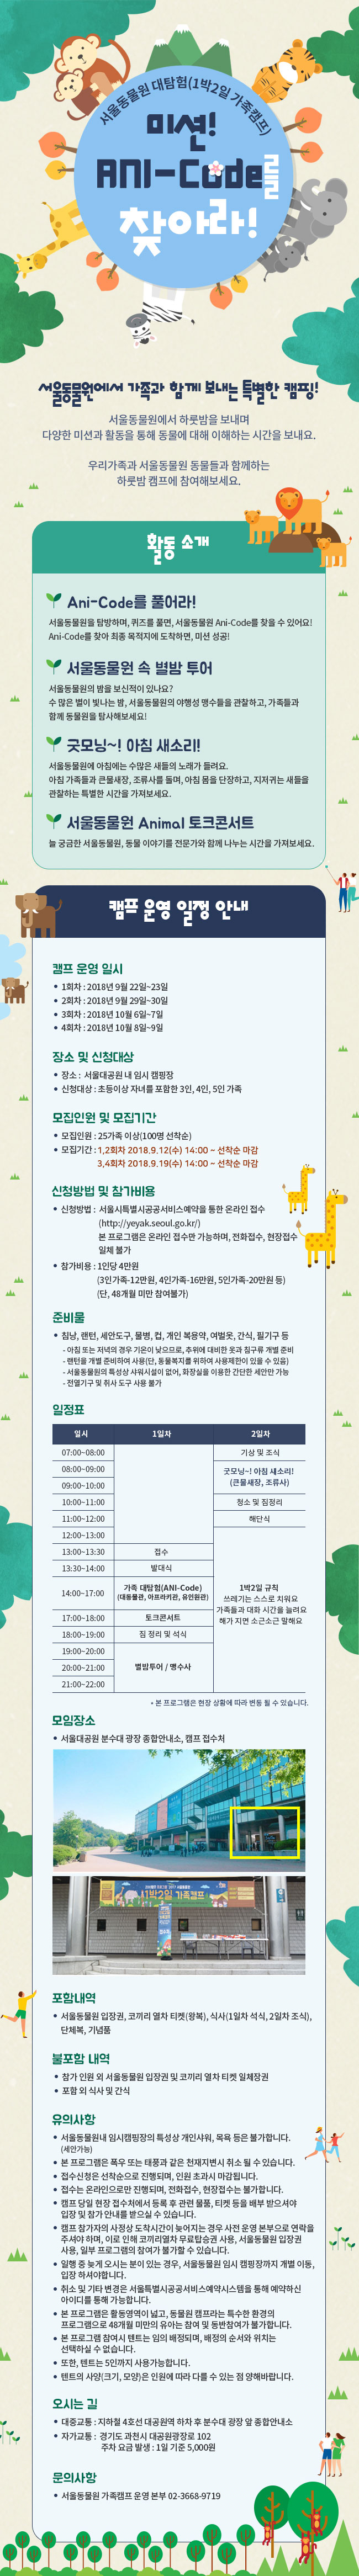 서울동물원 대탐험(1박2일 가족캠프)
미션!
ANI-Code를
찾아라!
서울동물원에서 가족과 함께 보내는 특별한 캠핑!
서울동물원에서 하룻밤을 보내며
다양한 미션과 활동을 통해 동물에 대해 이해하는 시간을 보내요.
우리가족과 서울동물원 동물들과 함께하는
하룻밤 캠프에 참여해보세요.
활동 소개
Ani-Code를 풀어라!
서울동물원을 탐방하며, 퀴즈를 풀면, 서울동물원 Ani-Code를 찾을 수 있어요!
Ani-Code를 찾아 최종 목적지에 도착하면, 미션 성공!
서울동물원 속 별밤 투어
서울동물원의 밤을 보신적이 있나요?
수 많은 별이 빛나는 밤, 서울동물원의 야행성 맹수들을 관찰하고, 가족들과
함께 동물원을 탐사해보세요!
굿모닝~! 아침 새소리!
서울동물원에 아침에는 수많은 새들의 노래가 들려요.
아침 가족들과 큰물새장, 조류사를 돌며, 아침 몸을 단장하고, 지저귀는 새들을
관찰하는 특별한 시간을 가져보세요.
서울동물원 Animal 토크콘서트
늘 궁금한 서울동물원, 동물 이야기를 전문가와 함께 나누는 시간을 가져보세요.
캠프 운영 일정 안내
캠프 운영 일시
• 1회차 : 2018년 9월 22일~23일
• 2회차 : 2018년 9월 29일~30일
• 3회차 : 2018년 10월 6일~7일
• 4회차 : 2018년 10월 8일~9일
장소 및 신청대상
• 장소 : 서울대공원 내 임시 캠핑장
• 신청대상 : 초등이상 자녀를 포함한 3인, 4인, 5인 가족
모집인원 및 모집기간
• 모집인원 : 25가족 이상(100명 선착순)
• 모집기간 : 1,2회차 2018.9.12(수) 14:00 ~ 선착순 마감
3,4회차 2018.9.19(수) 14:00 ~ 선착순 마감
신청방법 및 참가비용
• 신청방법 : 서울시특별시공공서비스예약을 통한 온라인 접수
(http://yeyak.seoul.go.kr/)
본 프로그램은 온라인 접수만 가능하며, 전화접수, 현장접수
일체 불가
• 참가비용 : 1인당 4만원
(3인가족-12만원, 4인가족-16만원, 5인가족-20만원 등)
(단, 48개월 미만 참여불가)
준비물
• 침낭, 랜턴, 세안도구, 물병, 컵, 개인 복용약, 여벌옷, 간식, 필기구 등
- 아침 또는 저녁의 경우 기온이 낮으므로, 추위에 대비한 옷과 침구류 개별 준비
- 랜턴을 개별 준비하여 사용(단, 동물복지를 위하여 사용제한이 있을 수 있음)
- 서울동물원의 특성상 샤워시설이 없어, 화장실을 이용한 간단한 세안만 가능
- 전열기구 및 취사 도구 사용 불가
일정표
일시 1일차 2일차
07:00~08:00 기상 및 조식
08:00~09:00 굿모닝~! 아침 새소리!
09:00~10:00 (큰물새장, 조류사)
10:00~11:00 청소 및 짐정리
11:00~12:00 해단식
12:00~13:00
13:00~13:30 접수
13:30~14:00 발대식
14:00~17:00 가족 대탐험(ANI-Code)
(대동물관, 아프라키관, 유인원관)
1박2일 규칙
쓰레기는 스스로 치워요
가족들과 대화 시간을 늘려요
해가 지면 소근소근 말해요
17:00~18:00 토크콘서트
18:00~19:00 짐 정리 및 석식
19:00~20:00
20:00~21:00 별밤투어 / 맹수사
21:00~22:00
• 본 프로그램은 현장 상황에 따라 변동 될 수 있습니다.
모임장소
• 서울대공원 분수대 광장 종합안내소, 캠프 접수처
1박2일 가족캠프
포함내역
• 서울동물원 입장권, 코끼리 열차 티켓(왕복), 식사(1일차 석식, 2일차 조식),
단체복, 기념품
불포함 내역
• 참가 인원 외 서울동물원 입장권 및 코끼리 열차 티켓 일체장권
• 포함 외 식사 및 간식
유의사항
• 서울동물원내 임시캠핑장의 특성상 개인샤워, 목욕 등은 불가합니다.
(세안가능)
• 본 프로그램은 폭우 또는 태풍과 같은 천재지변시 취소 될 수 있습니다.
• 접수신청은 선착순으로 진행되며, 인원 초과시 마감됩니다.
• 접수는 온라인으로만 진행되며, 전화접수, 현장접수는 불가합니다.
• 캠프 당일 현장 접수처에서 등록 후 관련 물품, 티켓 등을 배부 받으셔야
입장 및 참가 안내를 받으실 수 있습니다.
• 캠프 참가자의 사정상 도착시간이 늦어지는 경우 사전 운영 본부으로 연락을
주셔야 하며, 이로 인해 코끼리열차 무료탑승권 사용, 서울동물원 입장권
사용, 일부 프로그램의 참여가 불가할 수 있습니다.
• 일행 중 늦게 오시는 분이 있는 경우, 서울동물원 임시 캠핑장까지 개별 이동,
입장 하셔야합니다.
• 취소 및 기타 변경은 서울특별시공공서비스예약시스템을 통해 예약하신
아이디를 통해 가능합니다.
• 본 프로그램은 활동영역이 넓고, 동물원 캠프라는 특수한 환경의
프로그램으로 48개월 미만의 유아는 참여 및 동반참여가 불가합니다.
• 본 프로그램 참여시 텐트는 임의 배정되며, 배정의 순서와 위치는
선택하실 수 없습니다.
• 또한, 텐트는 5인까지 사용가능합니다.
• 텐트의 사양(크기, 모양)은 인원에 따라 다를 수 있는 점 양해바랍니다.
오시는 길
• 대중교통 : 지하철 4호선 대공원역 하차 후 분수대 광장 앞 종합안내소
• 자가교통 : 경기도 과천시 대공원광장로 102
주차 요금 발생 : 1일 기준 5,000원
문의사항
• 서울동물원 가족캠프 운영 본부 02-3668-9719